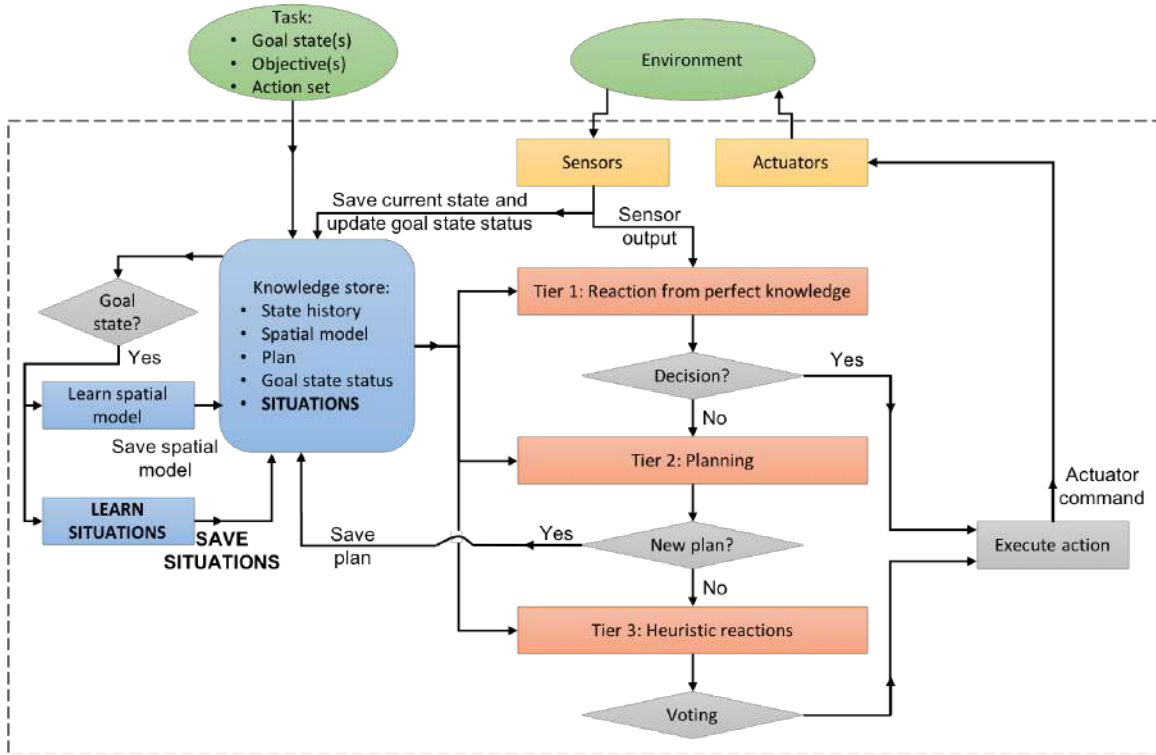 Task:
• Goal state(s)
• Objective(s)
• Action set
Environment
Sensors
Actuators
Save current state and
update goal state status
Sensor
output
Goal
state?
Yes
Knowledge store:
• State history
• Spatial model
• Plan
• Goal state status
• SITUATIONS
Learn spatial
model
Save spatial
model
LEARN
SITUATIONS
SAVE
SITUATIONS
Tier 1: Reaction from perfect knowledge
Decision?
Yes
No
Tier 2: Planning
New plan?
Yes
Save
plan
No
Tier 3: Heuristic reactions
Voting
Actuator
command
Execute action